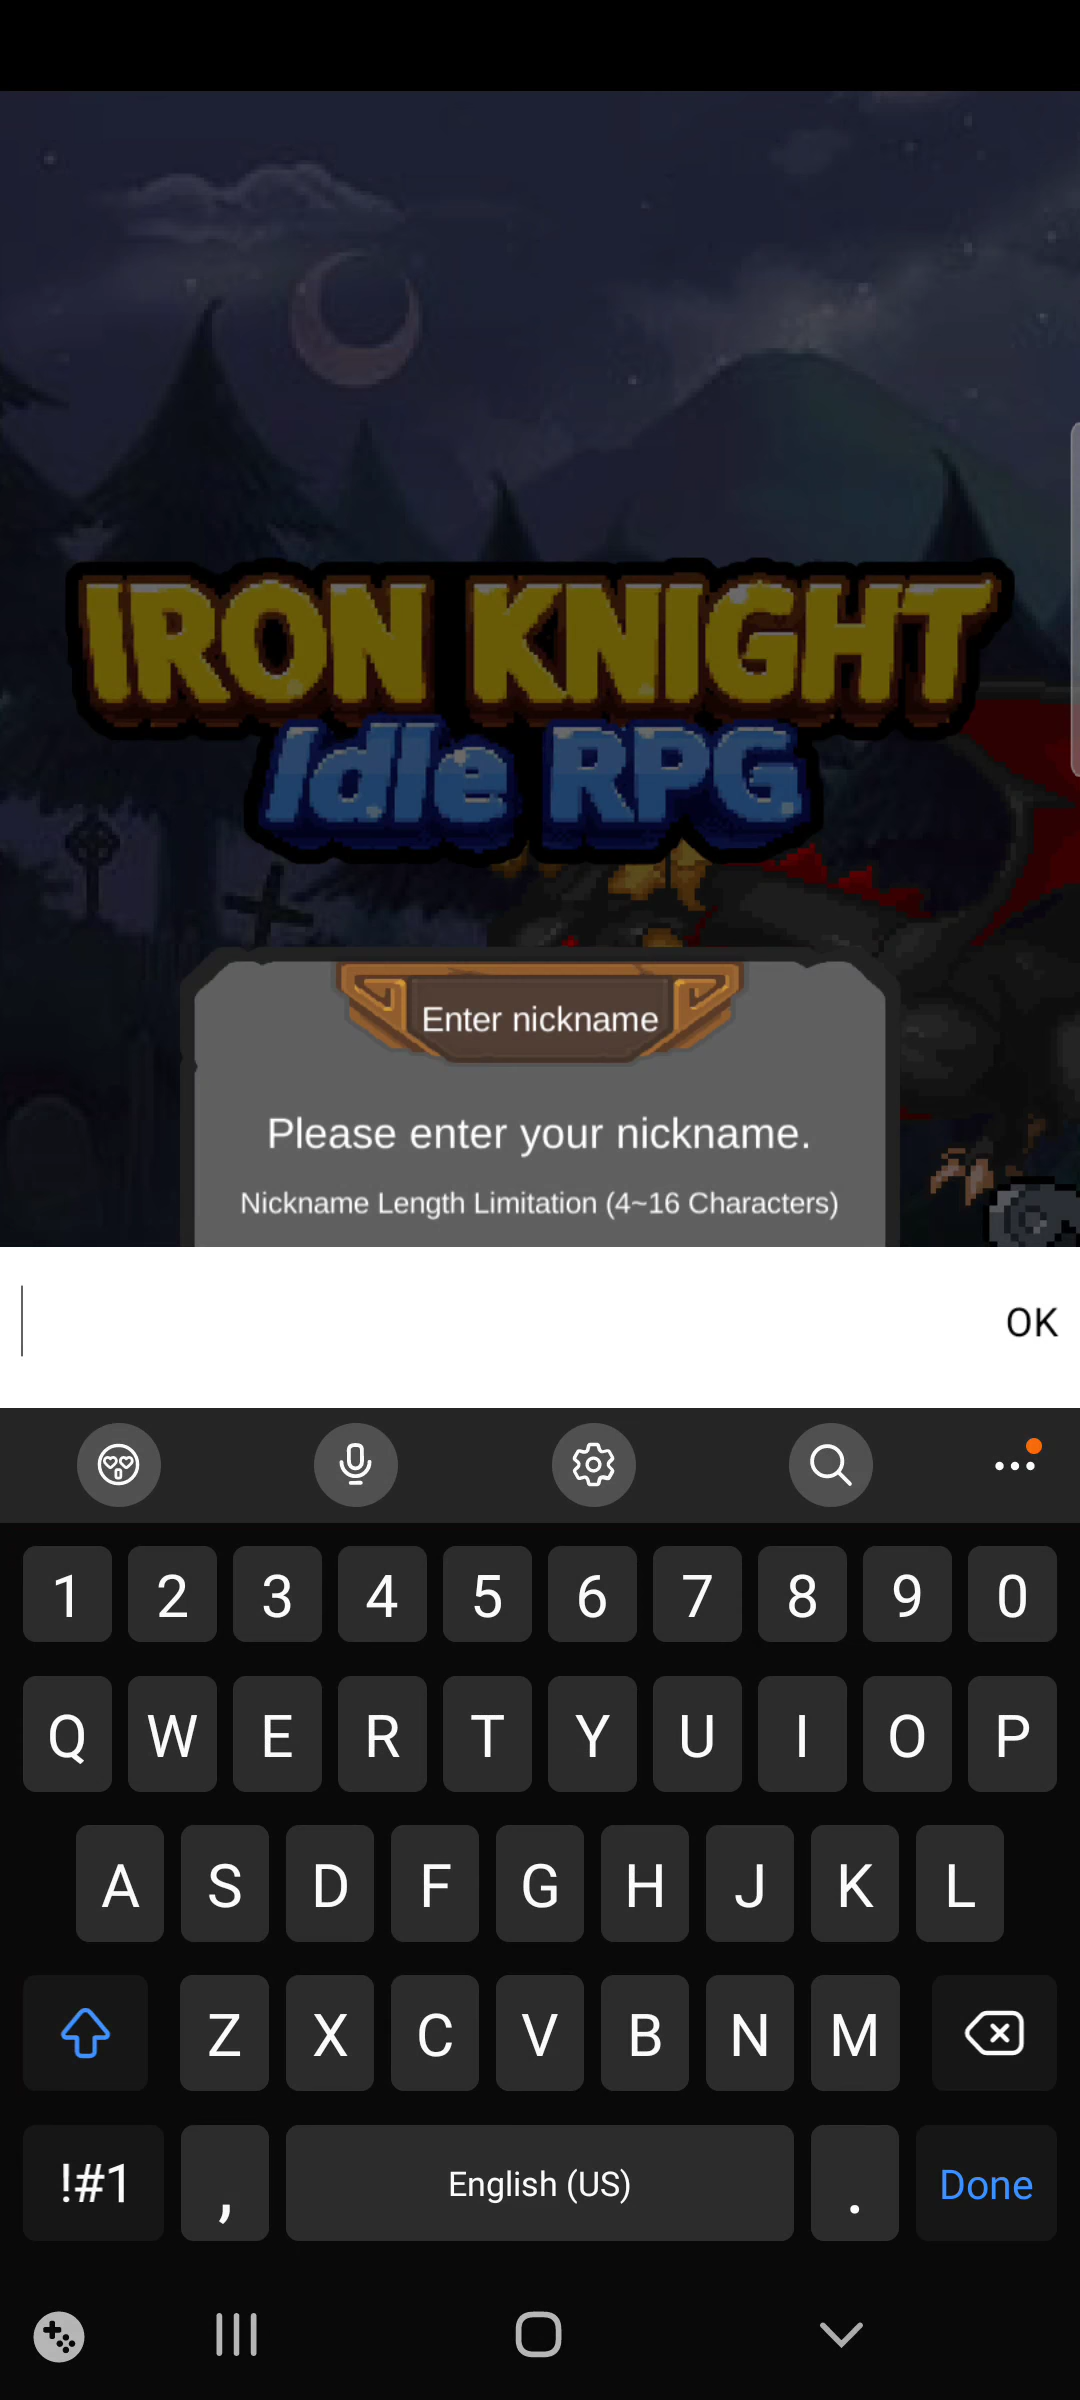 IRON KNIGHT
Idle RPG
Enter nickname
Please enter your nickname.
Nickname Length Limitation (4~16 Characters)
OK
1 2 3 4 5 6 7 8 9 0
Q W E R T Y U I O P
A S D F G H J K L
Z X C V B N M
!#1 , English (US) . Done